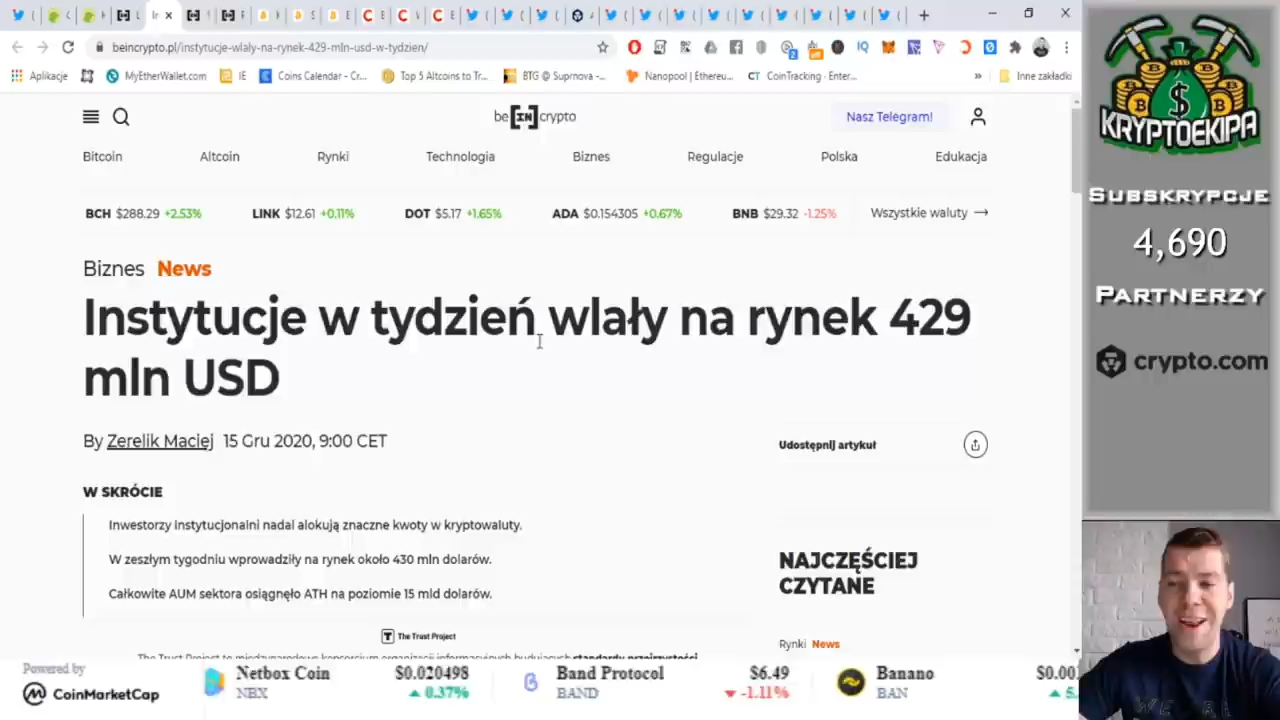 beincrypto.pl/instytucje-wlaly-na-rynek-429-mln-usd-w-tydzien/
Aplikacje
MyEtherWallet.com
IE
Coins Calendar - Cr...
Top 5 Altcoins to Tr...
BTG @ Suprnova -...
Nanopool | Ethereu...
CT CoinTracking · Enter...
»
Inne zakładki
be[IN]crypto
Nasz Telegram!
Bitcoin Altcoin Rynki Technologia Biznes Regulacje Polska Edukacja
BCH $288.29 +2.53% LINK $12.61 +0.11% DOT $5.17 +1.65% ADA $0.154305 +0.67% BNB $29.32 -1.25% Wszystkie waluty →
Biznes News
Instytucje w tydzień wlały na rynek 429
mln USD
By Zerelik Maciej 15 Gru 2020, 9:00 CET
Udostępnij artykuł
W SKRÓCIE
Inwestorzy instytucjonalni nadal alokują znaczne kwoty w kryptowaluty.
W zeszłym tygodniu wprowadziły na rynek około 430 mln dolarów.
Całkowite AUM sektora osiągnęło ATH na poziomie 15 mld dolarów.
The Trust Project
NAJCZĘŚCIEJ
CZYTANE
Rynki News
Powered by
CoinMarketCap
Netbox Coin $0.020498
NBX ▲ 0.37%
Band Protocol $6.49
BAND ▼ -1.11%
Banano
BAN
KRYPTOEKIPA
Subskrypcje
4,690
Partnerzy
crypto.com